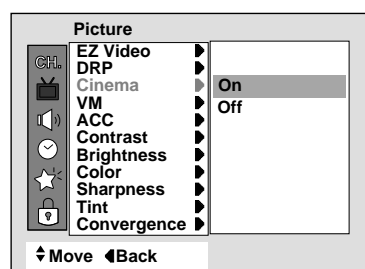 Picture
CH.
EZ Video
DRP
Cinema
VM
ACC
Contrast
Brightness
Color
Sharpness
Tint
Convergence
On
Off
Move Back